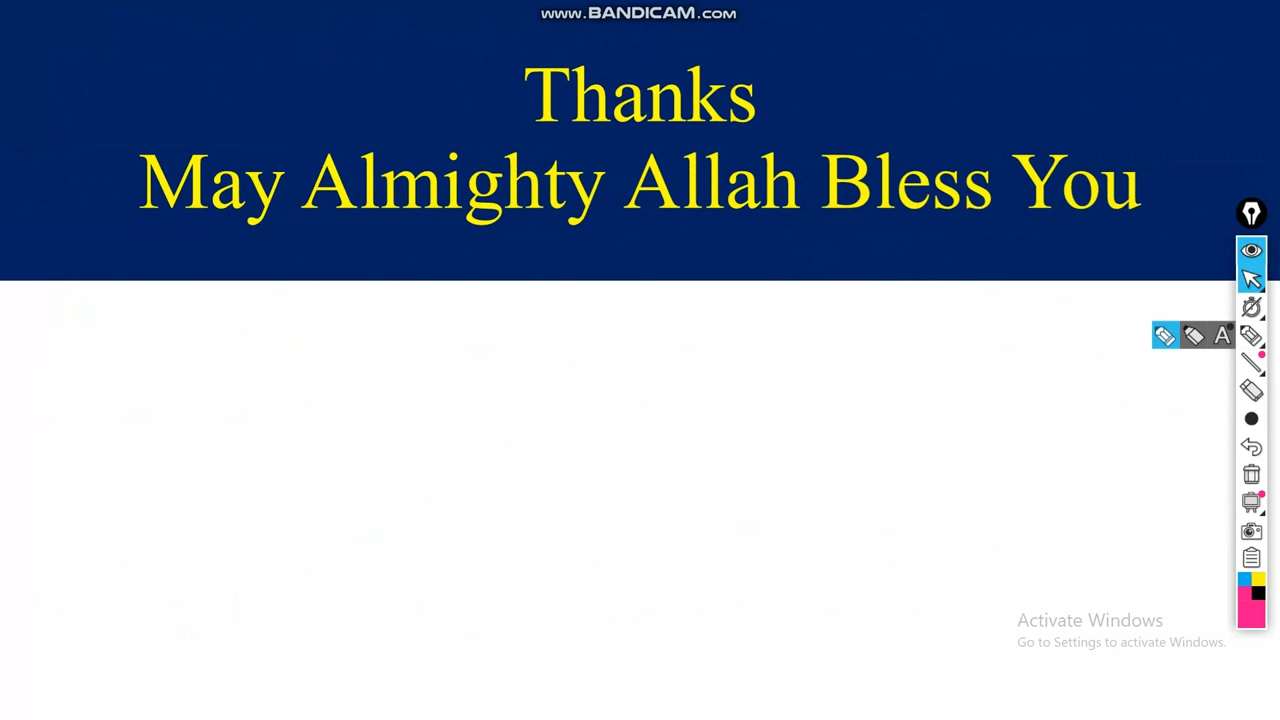 www.BANDICAM.com
Thanks
May Almighty Allah Bless You
A
Activate Windows
Go to Settings to activate Windows.